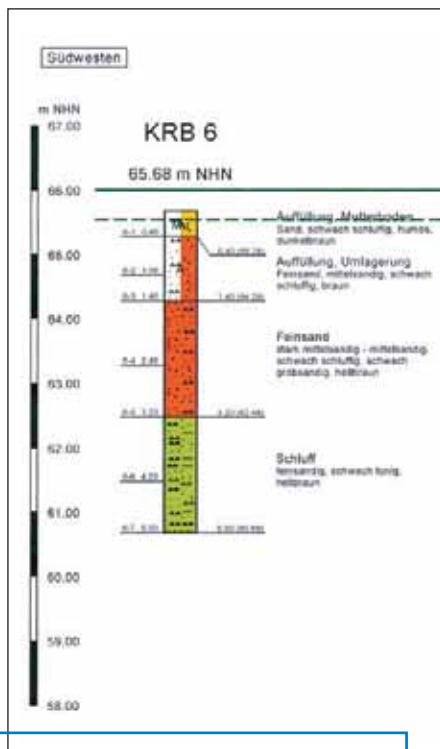 Südwesten
m NHN
67.00
KRB 6
65.68 m NHN
66.00
Auffüllung, Mutterboden
Sand, schwach schluffig, humos,
dunkelbraun
65.00
Auffüllung, Umlagerung
Feinsand, mittelsandig, schwach
schluffig, braun
A
64.00
Feinsand
stark mittelsandig - mittelsandig,
schwach schluffig, schwach
grobsandig, hellbraun
63.00
62.00
Schluff
feinsandig, schwach tonig,
hellbraun
61.00
60.00
59.00
58.00